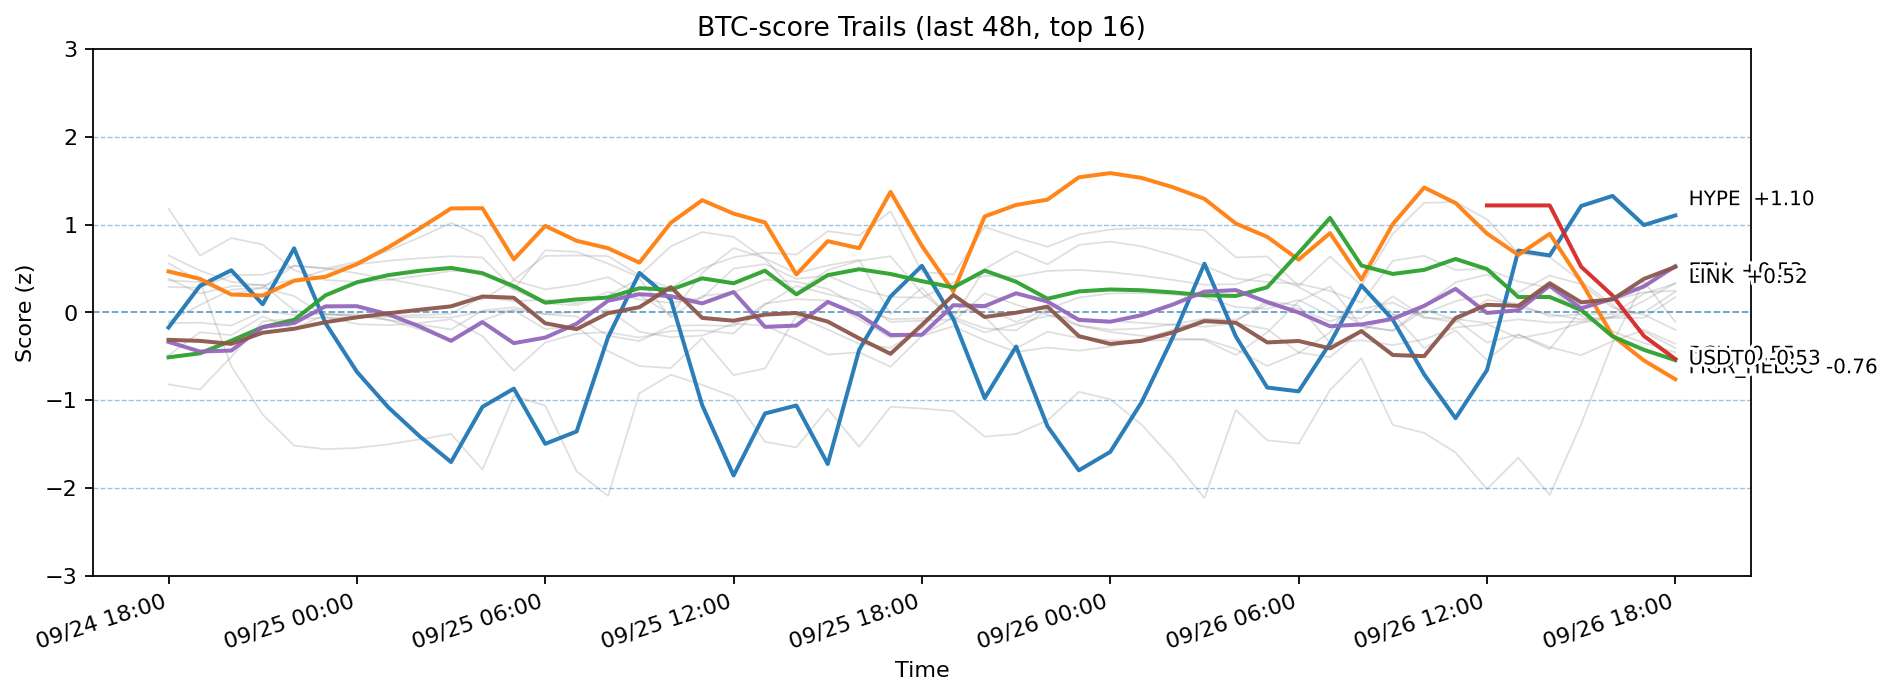 BTC-score Trails (last 48h, top 16)
Score (z)
3
2
1
0
−1
−2
−3
HYPE +1.10
LINK +0.52
USDT0 -0.53
-0.76
09/24 18:00
09/25 00:00
09/25 06:00
09/25 12:00
09/25 18:00
09/26 00:00
09/26 06:00
09/26 12:00
09/26 18:00
Time